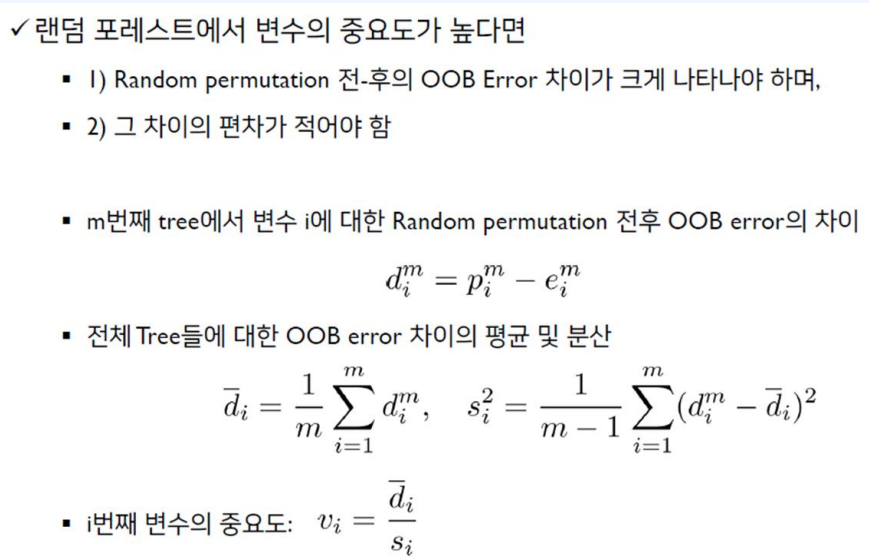 ✓ 랜덤 포레스트에서 변수의 중요도가 높다면
▪ 1) Random permutation 전-후의 OOB Error 차이가 크게 나타나야 하며,
▪ 2) 그 차이의 편차가 적어야 함
▪ m번째 tree에서 변수 i에 대한 Random permutation 전후 OOB error의 차이
$d_i^m = p_i^m - e_i^m$
▪ 전체 Tree들에 대한 OOB error 차이의 평균 및 분산
$\overline{d}_i = \frac{1}{m} \sum_{i=1}^{m} d_i^m, \quad s_i^2 = \frac{1}{m-1} \sum_{i=1}^{m} (d_i^m - \overline{d}_i)^2$
▪ i번째 변수의 중요도: $v_i = \frac{\overline{d}_i}{s_i}$